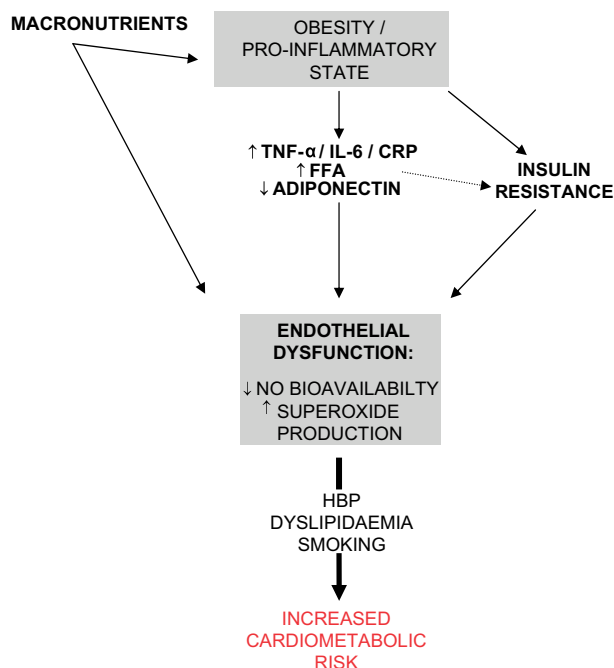 MACRONUTRIENTS
OBESITY /
PRO-INFLAMMATORY
STATE
↑ TNF-α / IL-6 / CRP
↑ FFA
↓ ADIPONECTIN
INSULIN
RESISTANCE
ENDOTHELIAL
DYSFUNCTION:
↓ NO BIOAVAILABILTY
↑ SUPEROXIDE
PRODUCTION
HBP
DYSLIPIDAEMIA
SMOKING
INCREASED
CARDIOMETABOLIC
RISK